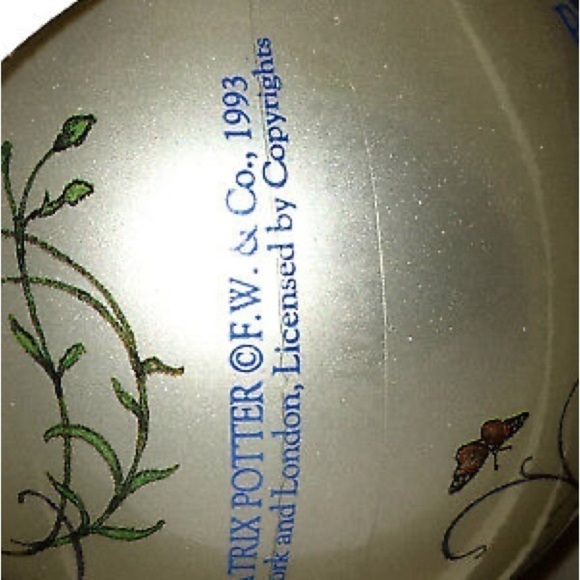 ATRIX POTTER ©F.W. & Co., 1993
ork and London, Licensed by Copyrights